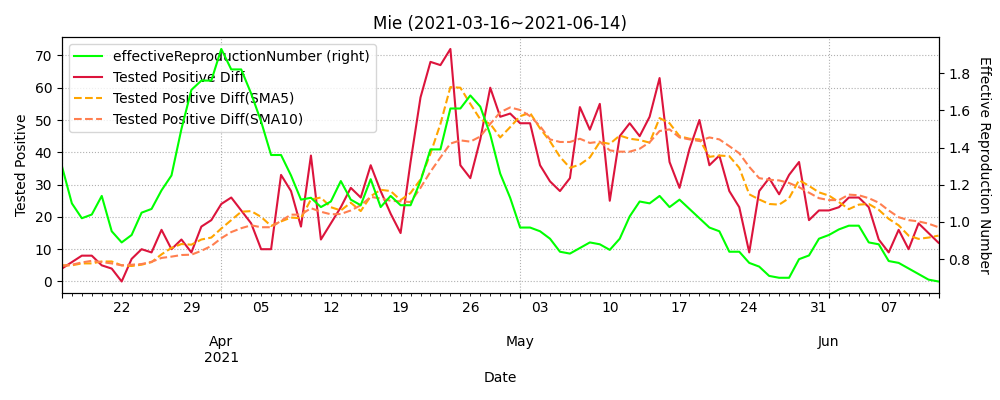 Mie (2021-03-16~2021-06-14)
effectiveReproductionNumber (right)
Tested Positive Diff
Tested Positive Diff(SMA5)
Tested Positive Diff(SMA10)
Tested Positive
70
60
50
40
30
20
10
0
1.8
1.6
1.4
1.2
1.0
0.8
Effective Reproduction Number
22 29 05 12 19 26 03 10 17 24 31 07
Apr May Jun
2021
Date